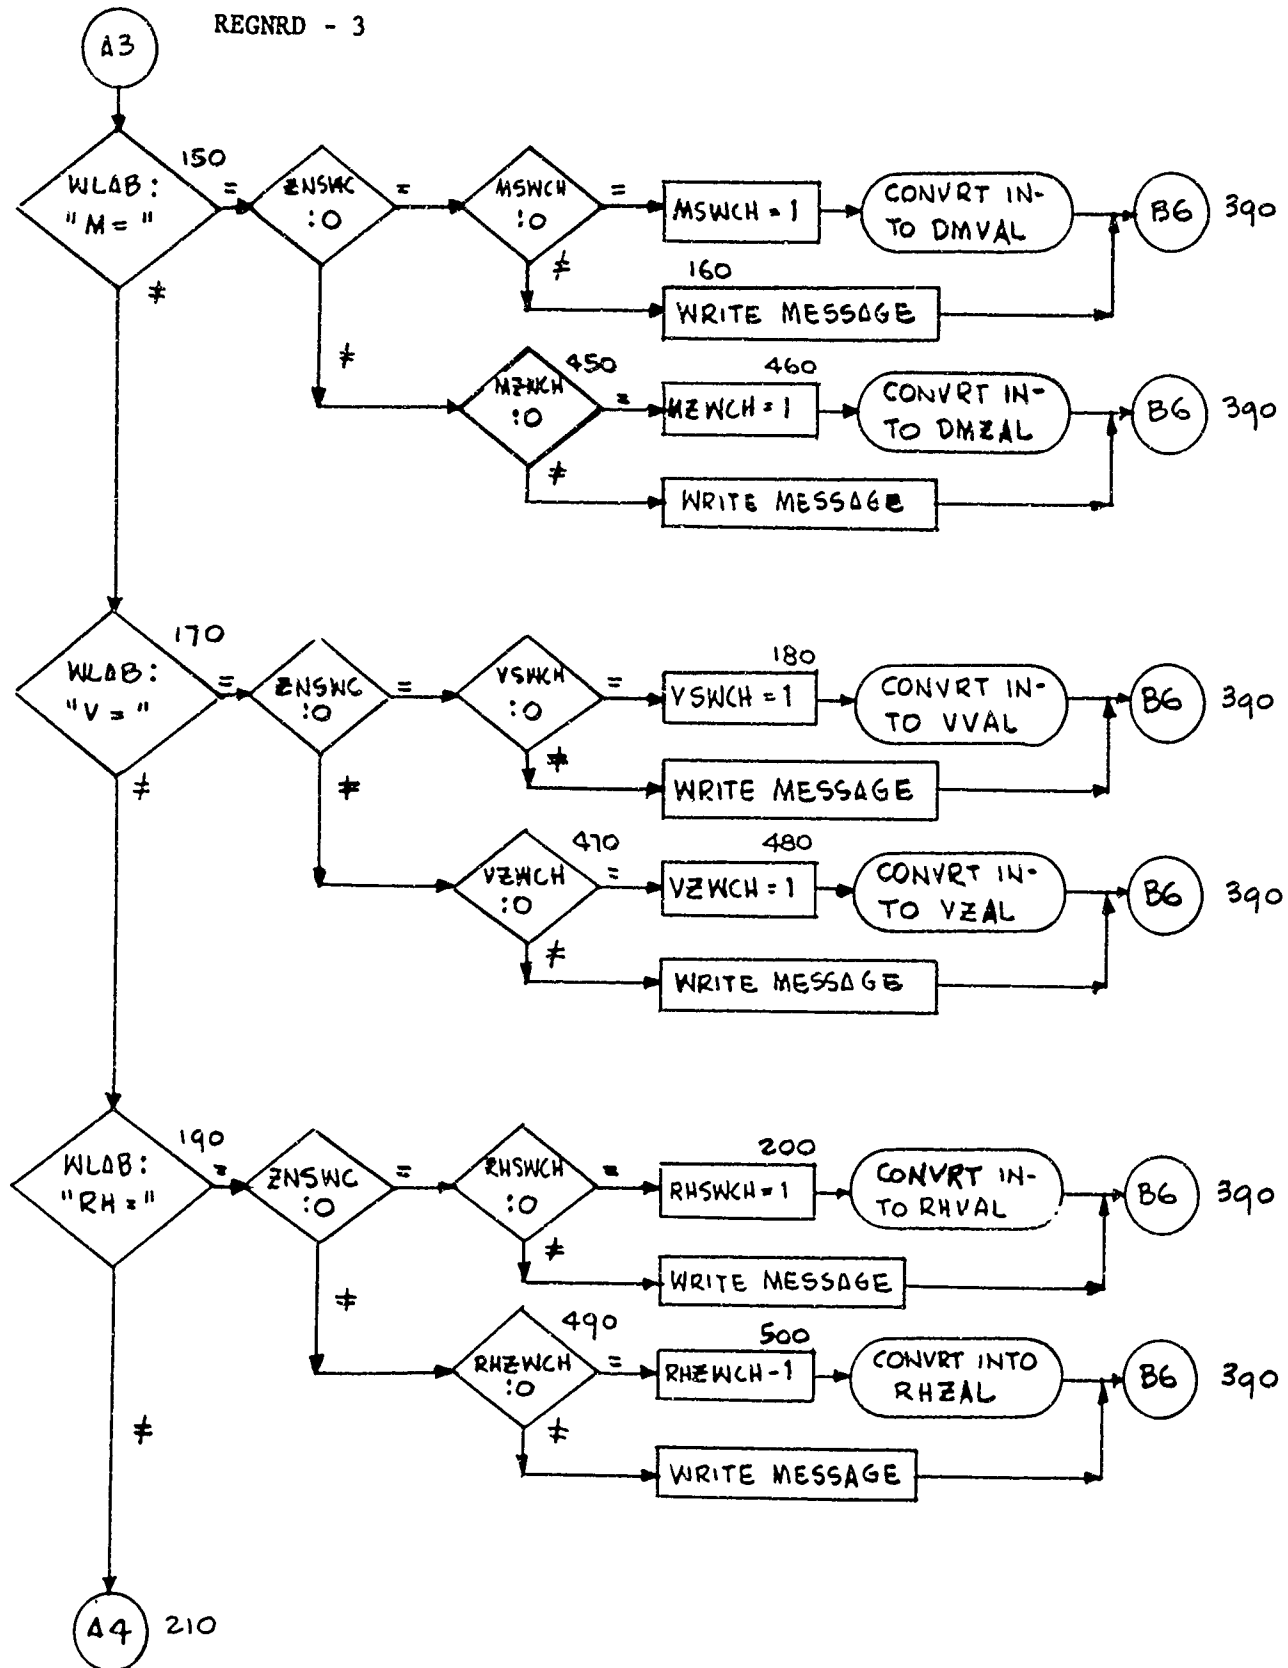 REGNRD - 3
A3
WLAB:
"M="
150
=
≠
ZNSWC
:0
=
≠
MSWCH
:0
=
≠
MSWCH = 1
CONVRT IN-
TO DMVAL
B6
390
160
WRITE MESSAGE
MZWCH
:0
450
=
≠
460
MZWCH = 1
CONVRT IN-
TO DMZAL
B6
390
WRITE MESSAGE
WLAB:
"V = "
170
=
≠
ZNSWC
:0
=
≠
VSWCH
:0
=
≠
180
VSWCH = 1
CONVRT IN-
TO VVAL
B6
390
WRITE MESSAGE
VZWCH
:0
470
=
≠
480
VZWCH = 1
CONVRT IN-
TO VZAL
B6
390
WRITE MESSAGE
WLAB:
"RH ="
190
=
≠
ZNSWC
:0
=
≠
RHSWCH
:0
=
≠
200
RHSWCH = 1
CONVRT IN-
TO RHVAL
B6
390
WRITE MESSAGE
RHZWCH
:0
490
=
≠
500
RHZWCH - 1
CONVRT INTO
RHZAL
B6
390
WRITE MESSAGE
A4
210